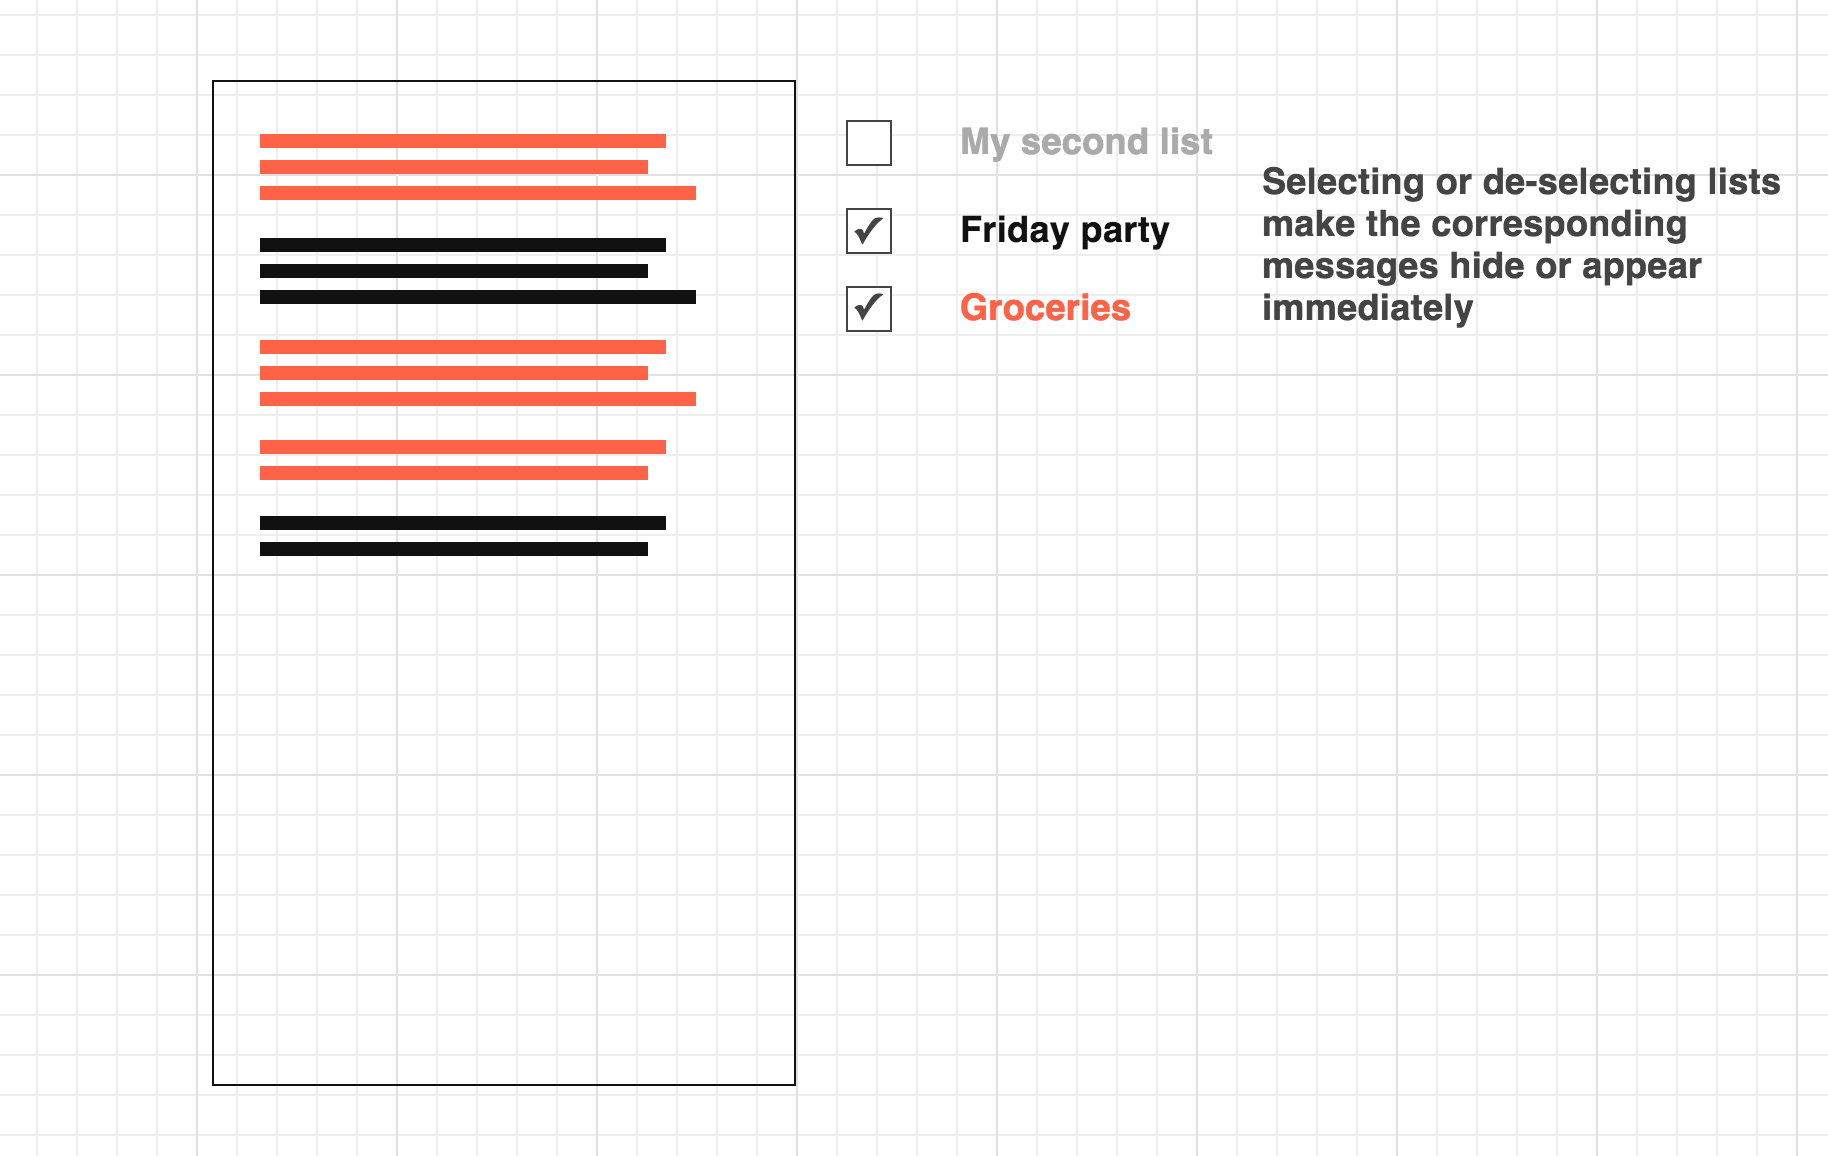 My second list
Friday party
Groceries
Selecting or de-selecting lists
make the corresponding
messages hide or appear
immediately